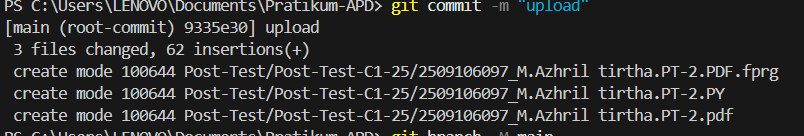 PS C:\Users\LENOVO\Documents\Pratikum-APD> git commit -m "upload"
[main (root-commit) 9335e30] upload
 3 files changed, 62 insertions(+)
 create mode 100644 Post-Test/Post-Test-C1-25/2509106097_M.Azhril tirtha.PT-2.PDF.fprg
 create mode 100644 Post-Test/Post-Test-C1-25/2509106097_M.Azhril tirtha.PT-2.PY
 create mode 100644 Post-Test/Post-Test-C1-25/2509106097_M.Azhril tirtha.PT-2.pdf
PS C:\Users\LENOVO\Documents\Pratikum-APD> git branch -M main